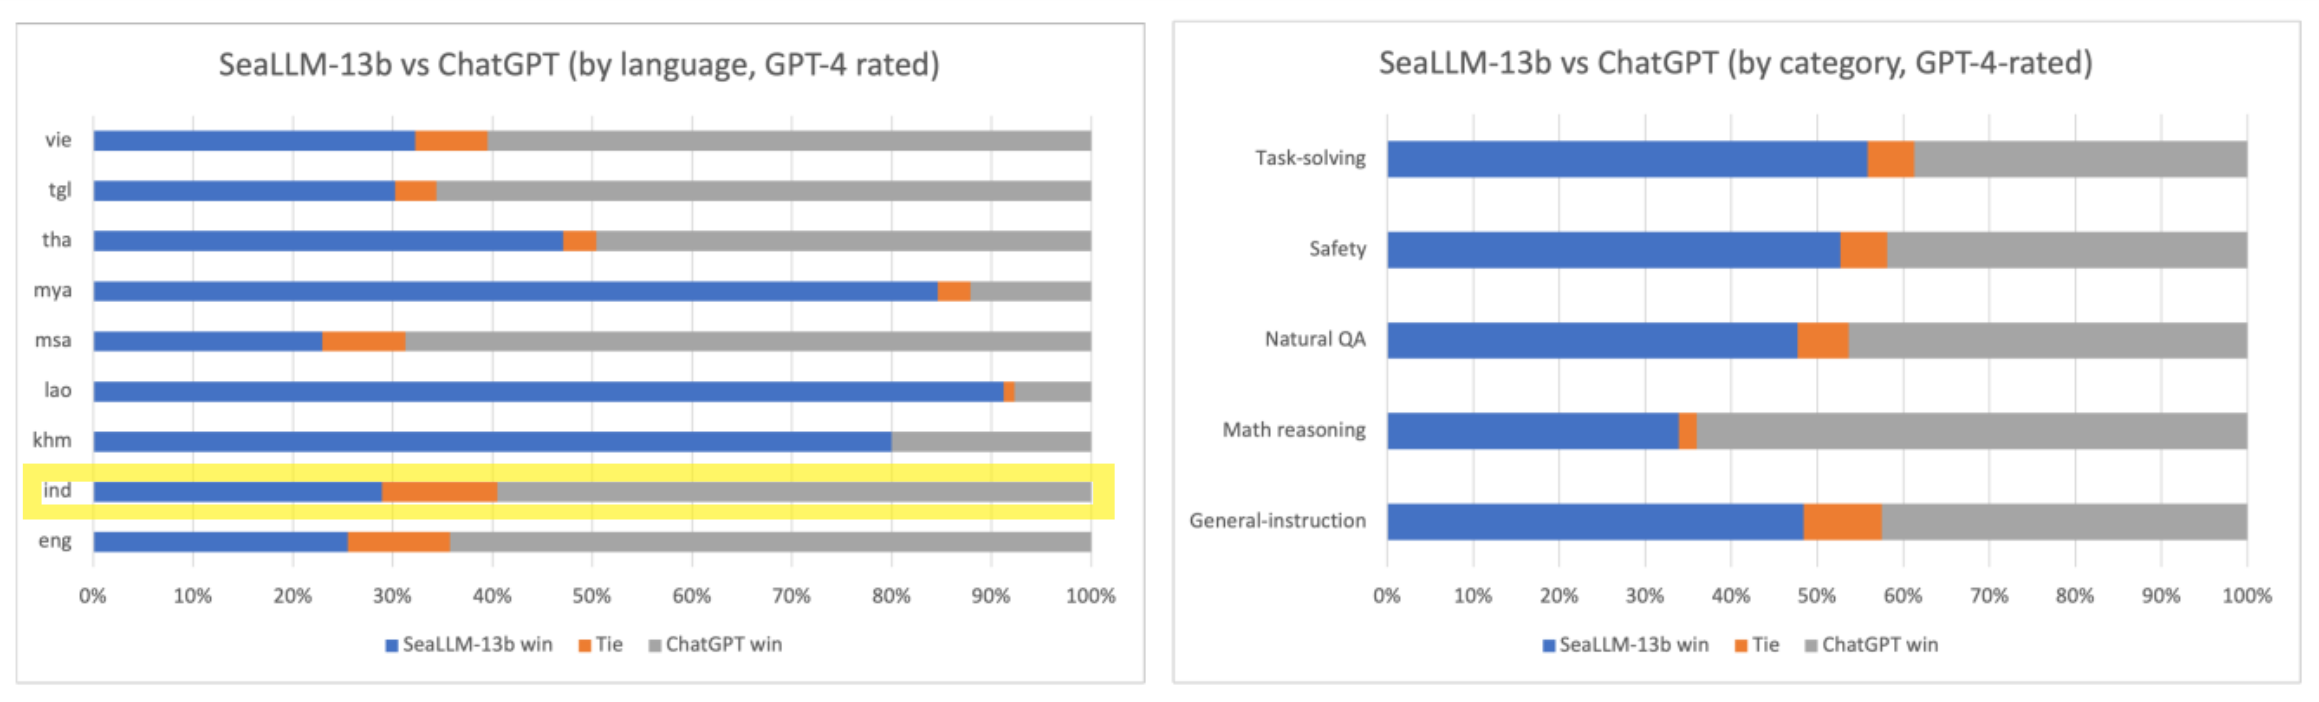 SeaLLM-13b vs ChatGPT (by language, GPT-4 rated)
vie
tgl
tha
mya
msa
lao
khm
ind
eng
0% 10% 20% 30% 40% 50% 60% 70% 80% 90% 100%
SeaLLM-13b win Tie ChatGPT win
SeaLLM-13b vs ChatGPT (by category, GPT-4-rated)
Task-solving
Safety
Natural QA
Math reasoning
General-instruction
0% 10% 20% 30% 40% 50% 60% 70% 80% 90% 100%
SeaLLM-13b win Tie ChatGPT win